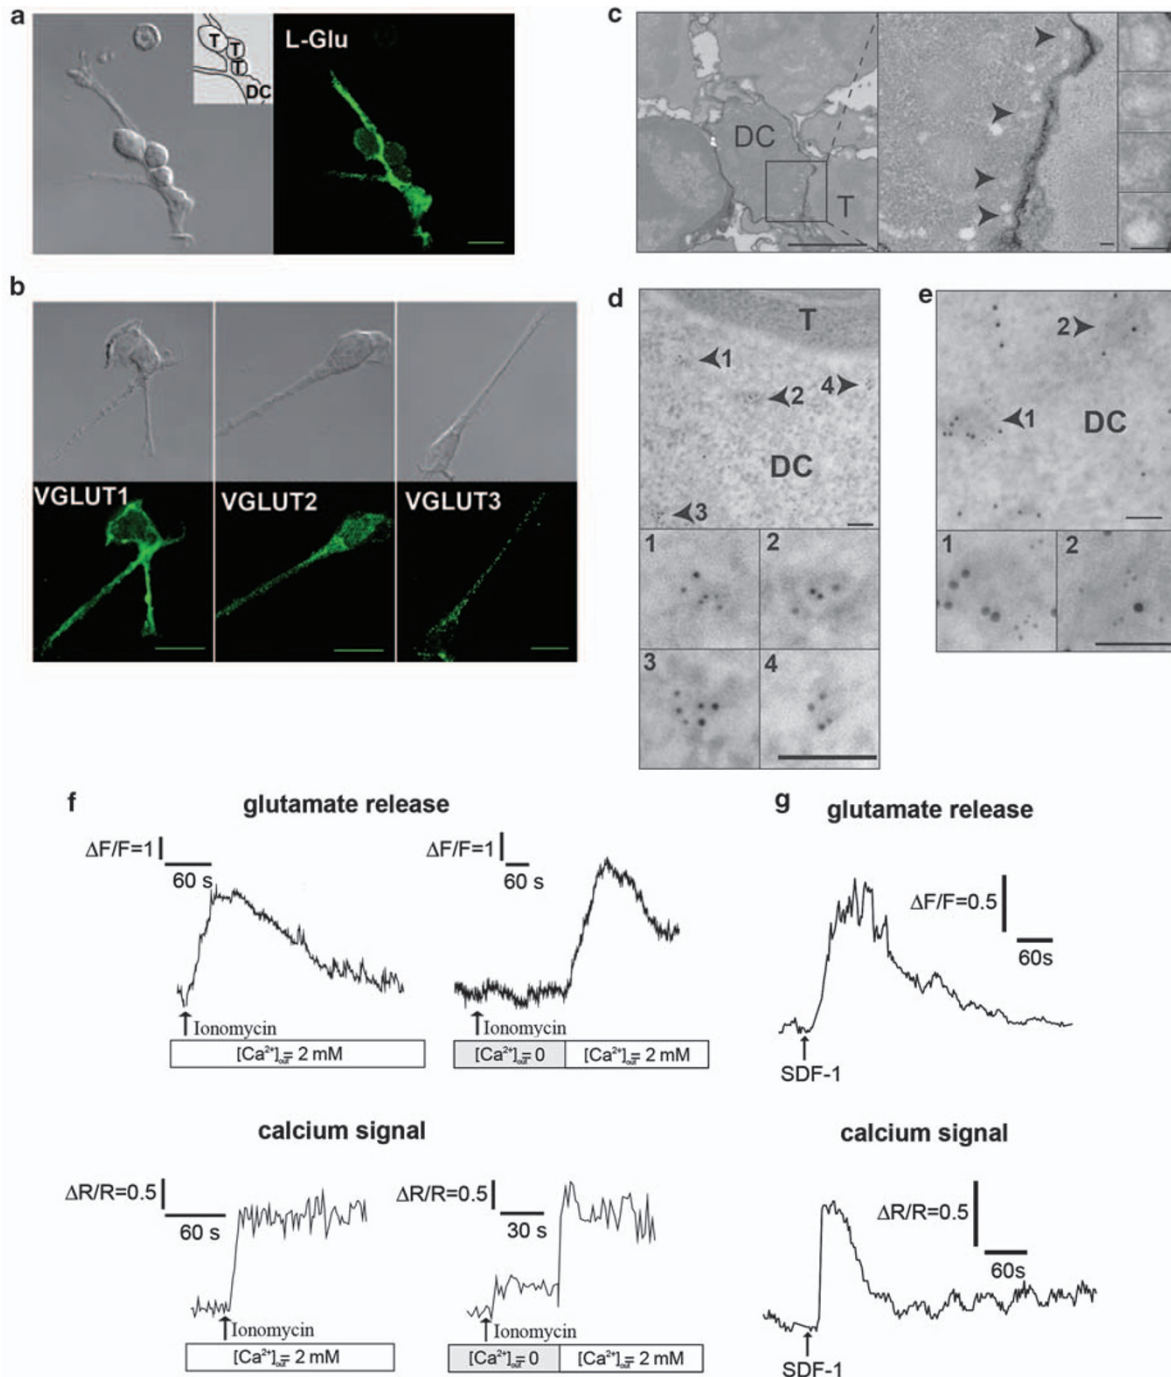 a
T
T
T
DC
L-Glu
b
VGLUT1
VGLUT2
VGLUT3
c
DC
T
d
T
1
2
4
DC
3
1
2
3
4
e
2
1
DC
1
2
f
glutamate release
ΔF/F=1
60 s
Ionomycin
[Ca²⁺]out= 2 mM
ΔF/F=1
60 s
Ionomycin
[Ca²⁺]out= 0
[Ca²⁺]out= 2 mM
calcium signal
ΔR/R=0.5
60 s
Ionomycin
[Ca²⁺]out= 2 mM
ΔR/R=0.5
30 s
Ionomycin
[Ca²⁺]out= 0
[Ca²⁺]out= 2 mM
g
glutamate release
ΔF/F=0.5
60s
SDF-1
calcium signal
ΔR/R=0.5
60s
SDF-1